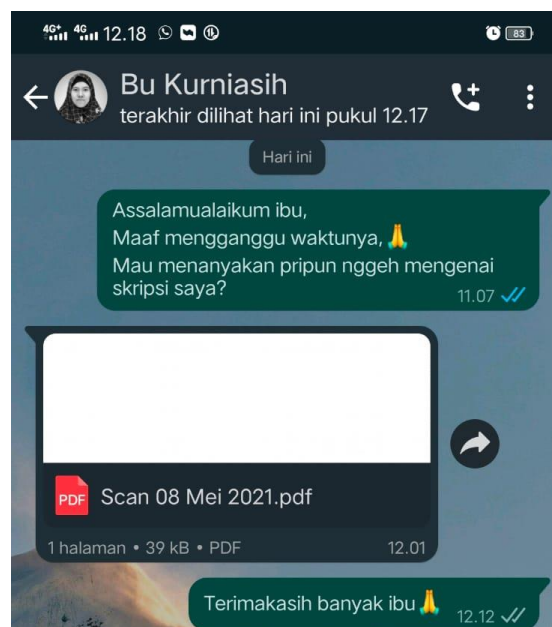 4G+ 4G 12.18 83
Bu Kurniasih
terakhir dilihat hari ini pukul 12.17
Hari ini
Assalamualaikum ibu,
Maaf mengganggu waktunya,🙏
Mau menanyakan pripun nggeh mengenai
skripsi saya?
11.07
PDF Scan 08 Mei 2021.pdf
1 halaman • 39 kB • PDF 12.01
Terimakasih banyak ibu🙏 12.12